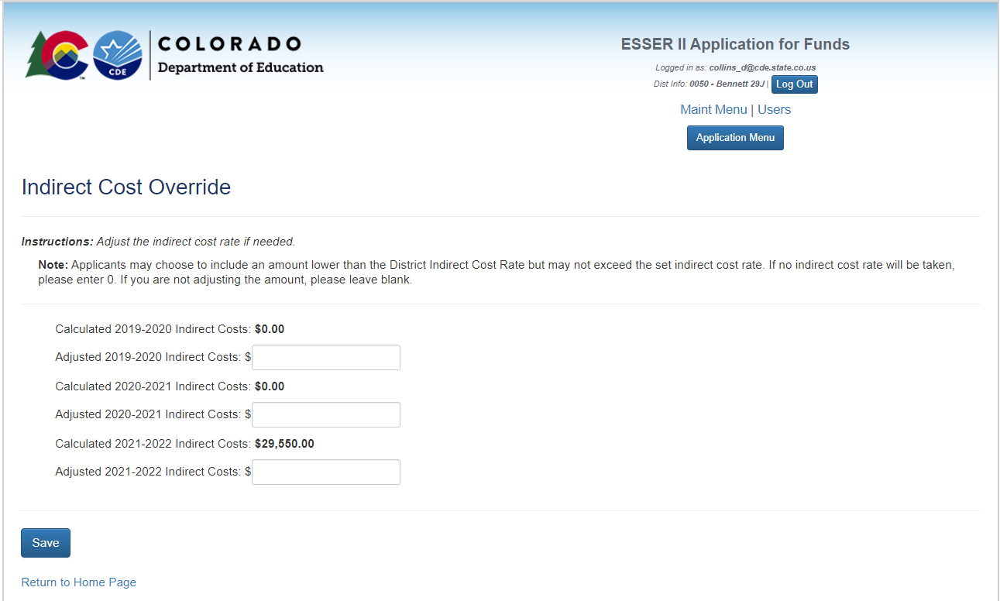 COLORADO
Department of Education
CDE
TM
ESSER II Application for Funds
Logged in as: collins_d@cde.state.co.us
Dist Info: 0050 - Bennett 29J | Log Out
Maint Menu | Users
Application Menu
Indirect Cost Override
Instructions: Adjust the indirect cost rate if needed.
Note: Applicants may choose to include an amount lower than the District Indirect Cost Rate but may not exceed the set indirect cost rate. If no indirect cost rate will be taken,
please enter 0. If you are not adjusting the amount, please leave blank.
Calculated 2019-2020 Indirect Costs: $0.00
Adjusted 2019-2020 Indirect Costs: $
Calculated 2020-2021 Indirect Costs: $0.00
Adjusted 2020-2021 Indirect Costs: $
Calculated 2021-2022 Indirect Costs: $29,550.00
Adjusted 2021-2022 Indirect Costs: $
Save
Return to Home Page